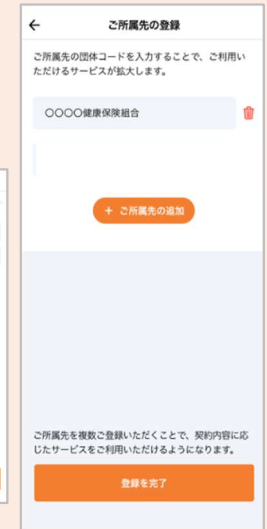 ご所属先の登録
ご所属先の団体コードを入力することで、ご利用い
ただけるサービスが拡大します。
〇〇〇〇健康保険組合
+ ご所属先の追加
ご所属先を複数ご登録いただくことで、契約内容に応
じたサービスをご利用いただけるようになります。
登録を完了